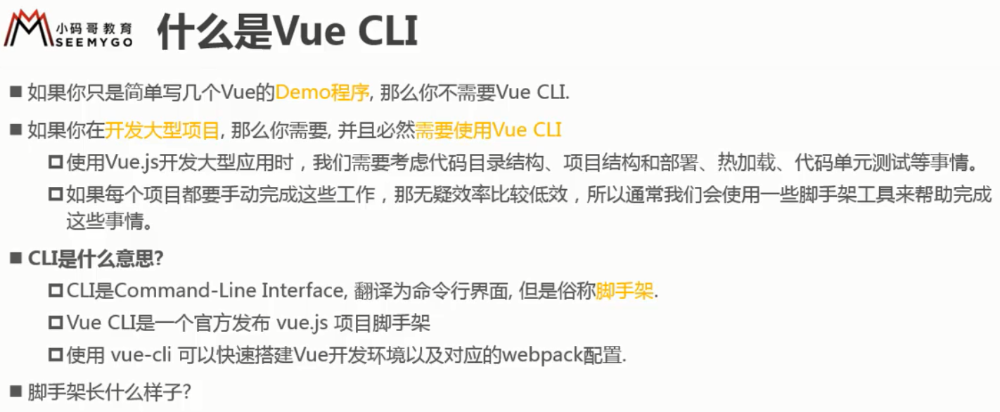 小码哥教育
SEEMYGO
什么是Vue CLI
如果你只是简单写几个Vue的Demo程序, 那么你不需要Vue CLI.
如果你在开发大型项目, 那么你需要, 并且必然需要使用Vue CLI
使用Vue.js开发大型应用时，我们需要考虑代码目录结构、项目结构和部署、热加载、代码单元测试等事情。
如果每个项目都要手动完成这些工作，那无疑效率比较低效，所以通常我们会使用一些脚手架工具来帮助完成
这些事情。
CLI是什么意思?
CLI是Command-Line Interface, 翻译为命令行界面, 但是俗称脚手架.
Vue CLI是一个官方发布 vue.js 项目脚手架
使用 vue-cli 可以快速搭建Vue开发环境以及对应的webpack配置.
脚手架长什么样子?